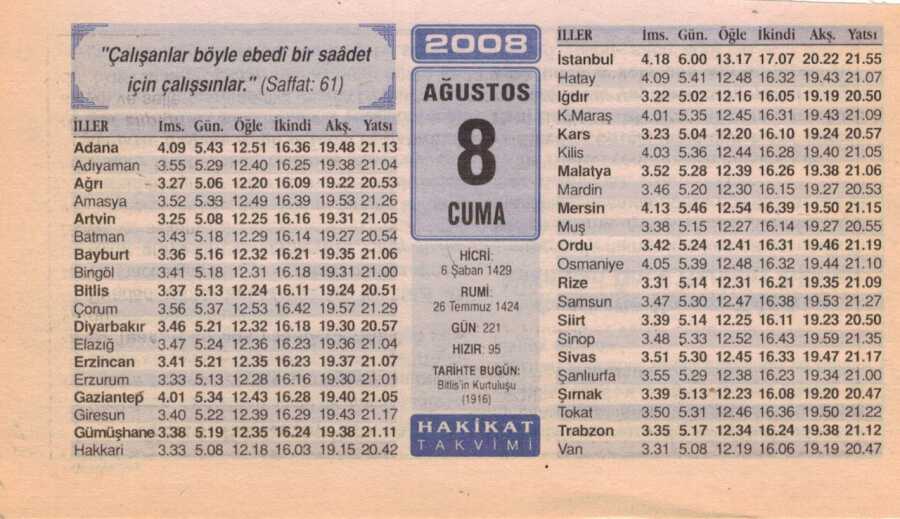 "Çalışanlar böyle ebedî bir saâdet
için çalışsınlar." (Saffat: 61)
İLLER İms. Gün. Öğle İkindi Akş. Yatsı
Adana 4.09 5.43 12.51 16.36 19.48 21.13
Adıyaman 3.55 5.29 12.40 16.25 19.38 21.04
Ağrı 3.27 5.06 12.20 16.09 19.22 20.53
Amasya 3.52 5.33 12.49 16.39 19.53 21.26
Artvin 3.25 5.08 12.25 16.16 19.31 21.05
Batman 3.43 5.18 12.29 16.14 19.27 20.54
Bayburt 3.36 5.16 12.32 16.21 19.35 21.06
Bingöl 3.41 5.18 12.31 16.18 19.31 21.00
Bitlis 3.37 5.13 12.24 16.11 19.24 20.51
Çorum 3.56 5.37 12.53 16.42 19.57 21.29
Diyarbakır 3.46 5.21 12.32 16.18 19.30 20.57
Elazığ 3.47 5.24 12.36 16.23 19.36 21.04
Erzincan 3.41 5.21 12.35 16.23 19.37 21.07
Erzurum 3.33 5.13 12.28 16.16 19.30 21.01
Gaziantep 4.01 5.34 12.43 16.28 19.40 21.05
Giresun 3.40 5.22 12.39 16.29 19.43 21.17
Gümüşhane 3.38 5.19 12.35 16.24 19.38 21.11
Hakkari 3.33 5.08 12.18 16.03 19.15 20.42
2008
AĞUSTOS
8
CUMA
HİCRİ:
6 Şaban 1429
RUMİ:
26 Temmuz 1424
GÜN: 221
HIZIR: 95
TARİHTE BUGÜN:
Bitlis'in Kurtuluşu
(1916)
HAKİKAT
TAKVİMİ
İLLER İms. Gün. Öğle İkindi Akş. Yatsı
İstanbul 4.18 6.00 13.17 17.07 20.22 21.55
Hatay 4.09 5.41 12.48 16.32 19.43 21.07
Iğdır 3.22 5.02 12.16 16.05 19.19 20.50
K.Maraş 4.01 5.35 12.45 16.31 19.43 21.09
Kars 3.23 5.04 12.20 16.10 19.24 20.57
Kilis 4.03 5.36 12.44 16.28 19.40 21.05
Malatya 3.52 5.28 12.39 16.26 19.38 21.06
Mardin 3.46 5.20 12.30 16.15 19.27 20.53
Mersin 4.13 5.46 12.54 16.39 19.50 21.15
Muş 3.38 5.15 12.27 16.14 19.27 20.55
Ordu 3.42 5.24 12.41 16.31 19.46 21.19
Osmaniye 4.05 5.39 12.48 16.32 19.44 21.10
Rize 3.31 5.14 12.31 16.21 19.35 21.09
Samsun 3.47 5.30 12.47 16.38 19.53 21.27
Siirt 3.39 5.14 12.25 16.11 19.23 20.50
Sinop 3.48 5.33 12.52 16.43 19.59 21.35
Sivas 3.51 5.30 12.45 16.33 19.47 21.17
Şanlıurfa 3.55 5.29 12.38 16.23 19.34 21.00
Şırnak 3.39 5.13 12.23 16.08 19.20 20.47
Tokat 3.50 5.31 12.46 16.36 19.50 21.22
Trabzon 3.35 5.17 12.34 16.24 19.38 21.12
Van 3.31 5.08 12.19 16.06 19.19 20.47